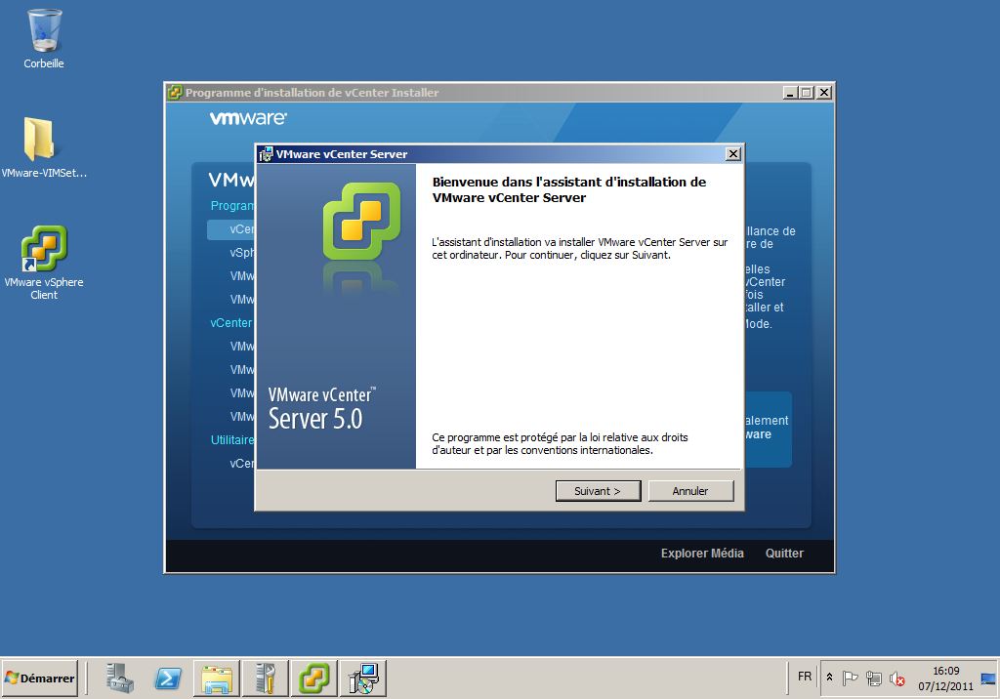 Corbeille
VMware-VIMSet...
VMware vSphere
Client
Programme d'installation de vCenter Installer
vmware
VMware vCenter Server
Bienvenue dans l'assistant d'installation de
VMware vCenter Server
L'assistant d'installation va installer VMware vCenter Server sur
cet ordinateur. Pour continuer, cliquez sur Suivant.
VMware vCenter™
Server 5.0
Ce programme est protégé par la loi relative aux droits
d'auteur et par les conventions internationales.
Suivant >
Annuler
VMw
Program
vCen
vSph
VMw
VMw
vCenter
VMw
VMw
VMw
VMw
Utilitaire
vCen
llance de
re de
elles
vCenter
fois
taller et
Mode.
alement
ware
Explorer Média
Quitter
Démarrer
FR
16:09
07/12/2011